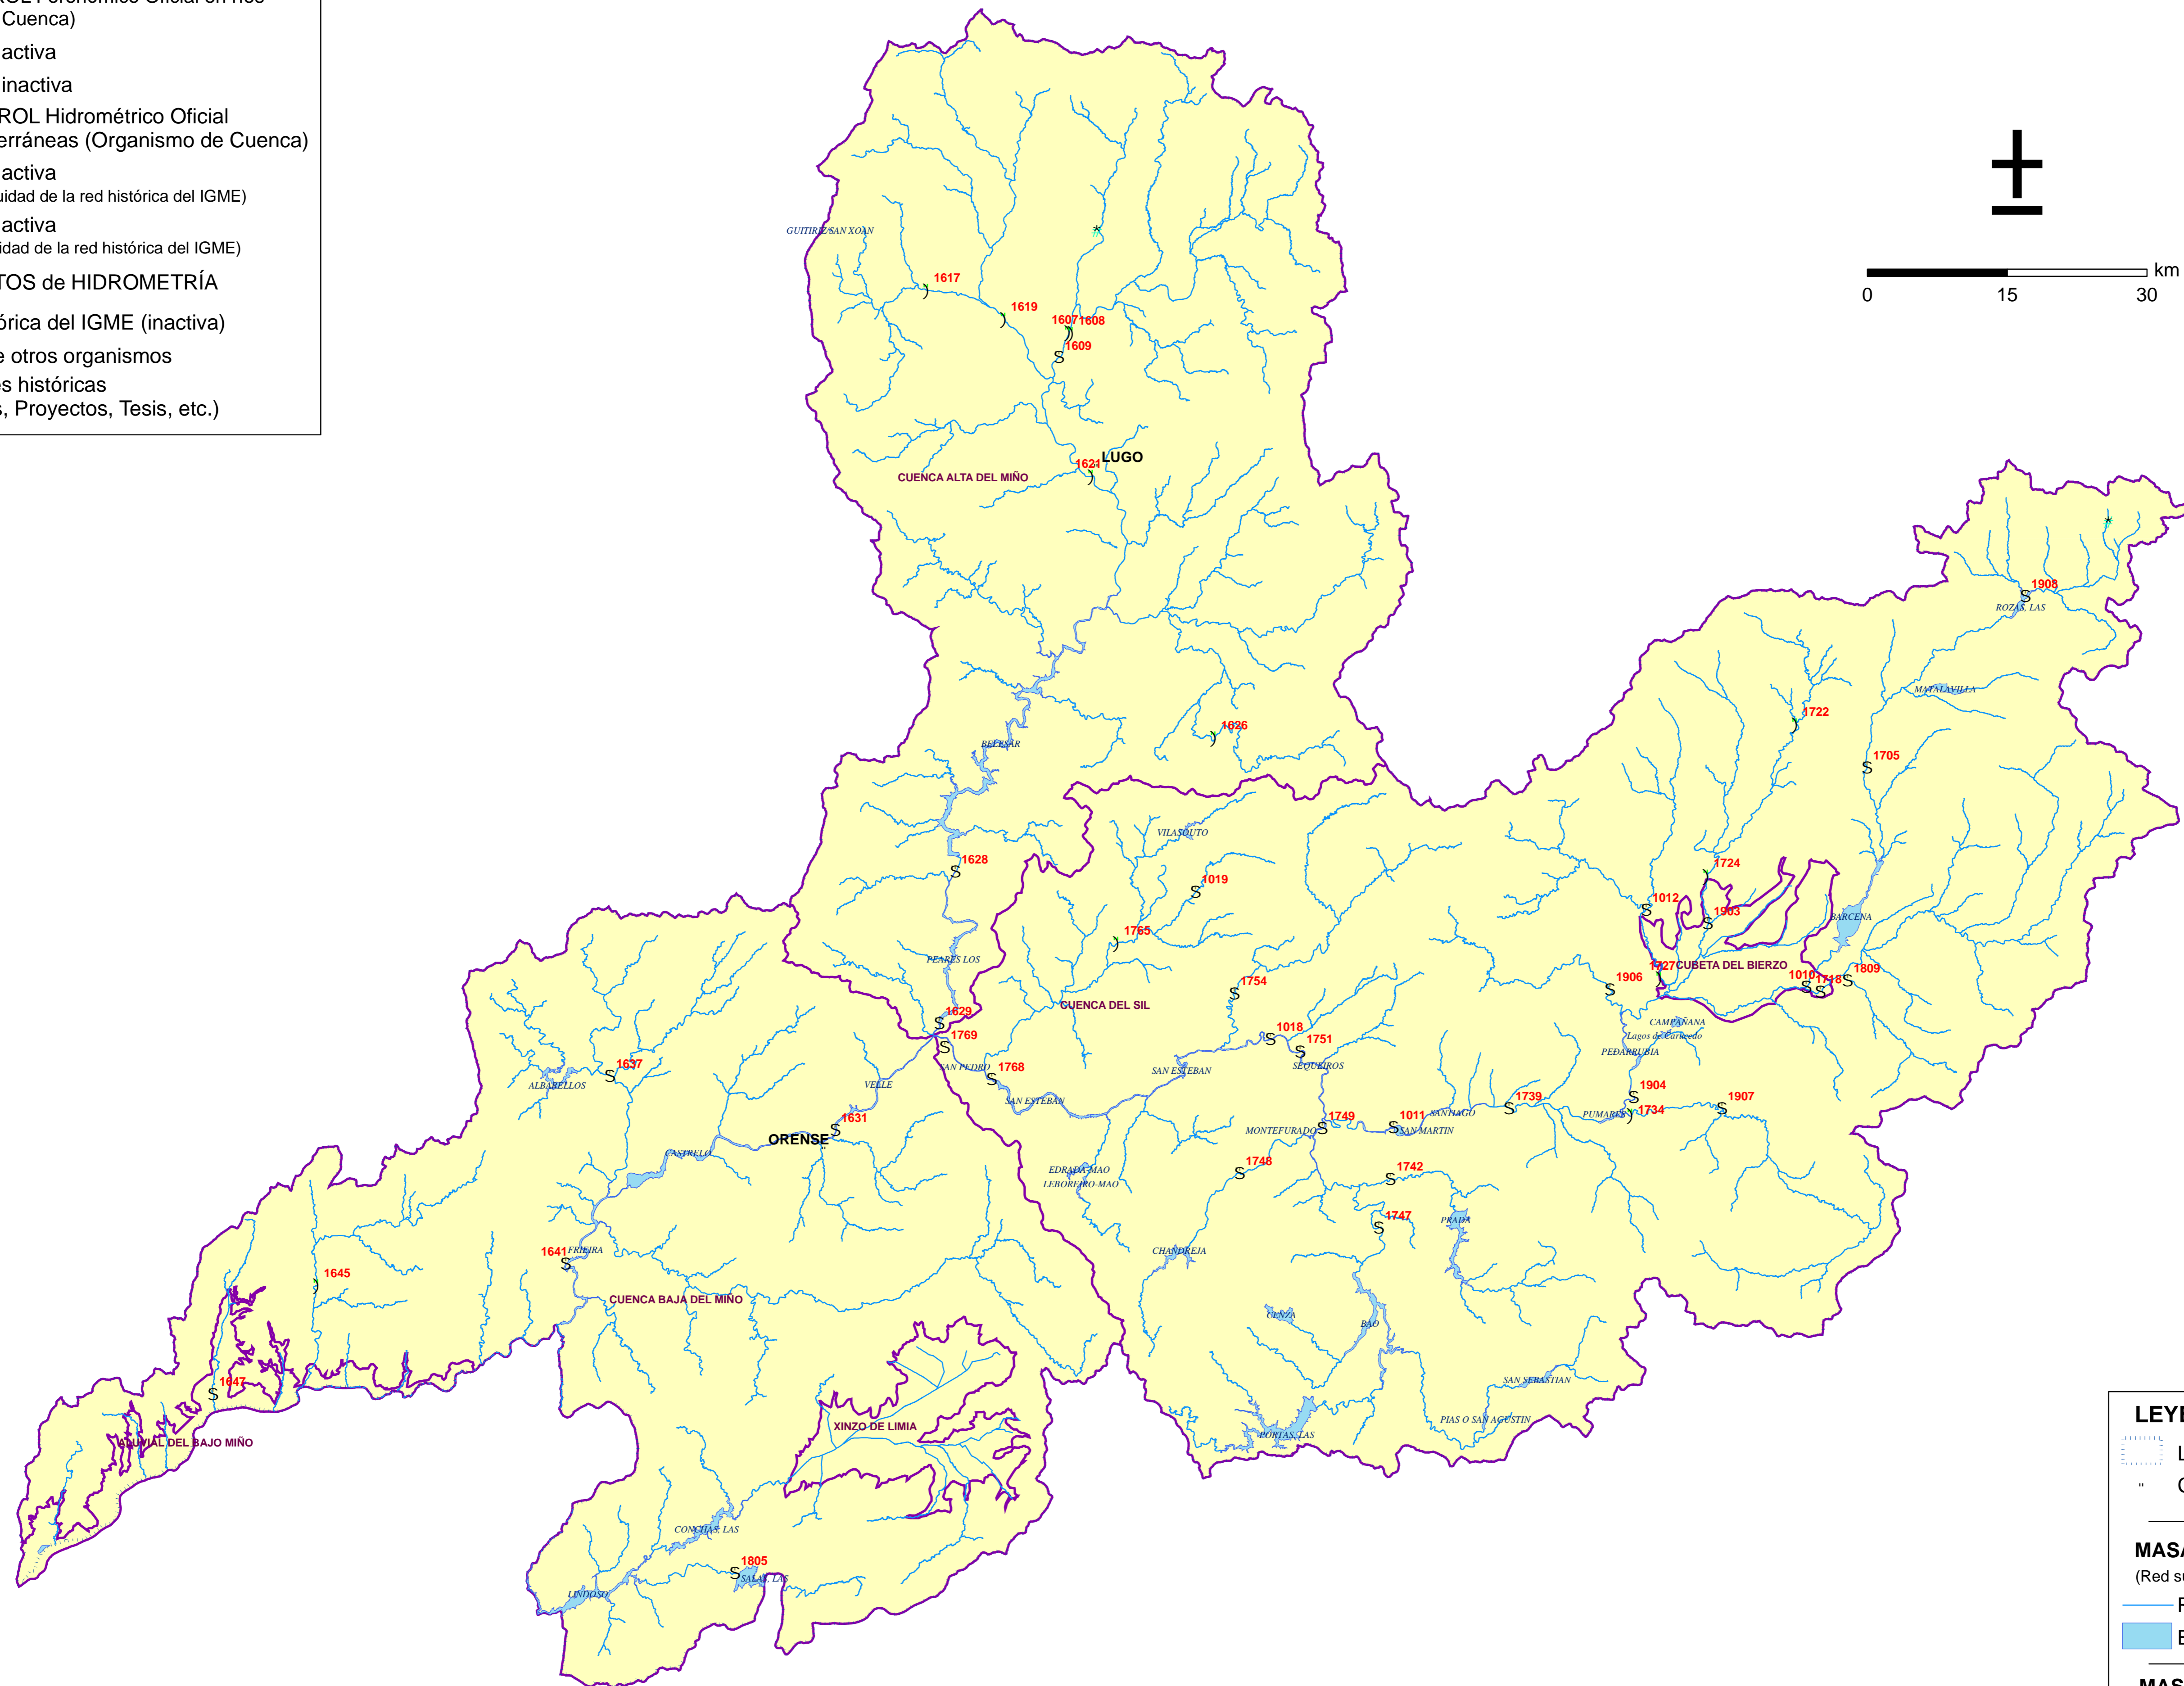 Cuenca)
activa
inactiva
ROL Hidrométrico Oficial
erráneas (Organismo de Cuenca)
activa
uidad de la red histórica del IGME)
activa
idad de la red histórica del IGME)
TOS de HIDROMETRÍA
órica del IGME (inactiva)
e otros organismos
es históricas
s, Proyectos, Tesis, etc.)
±
km
0 15 30
GUITIRIZ/SAN XOAN
1617
1619
1607 1608
1609
1621 LUGO
CUENCA ALTA DEL MIÑO
1908
ROZAS, LAS
MATALAVILLA
1722
1626
BELESAR
1705
VILASOUTO
1628
1724
1019
1012
1903
BARCENA
1765
PEARES LOS
1727 CUBETA DEL BIERZO
1906
1010 1718
1809
1754
CUENCA DEL SIL
1629
CAMPAÑANA
1018
Lagos de Carucedo
1769
1751
PEDARRUBIA
1637
SAN PEDRO
1768
SEQUEIROS
SAN ESTEBAN
ALBARELLOS
VELLE
1904
SAN ESTEBAN
1739
1907
1734
PUMARES
SANTIAGO
1631
1749
1011
MONTEFURADO
SAN MARTIN
ORENSE
CASTRELO
1748
1742
EDRADA-MAO
LEBOREIRO-MAO
1747
PRADA
1641 FRIEIRA
CHANDREJA
1645
CUENCA BAJA DEL MIÑO
CENZA
BAO
1647
SAN SEBASTIAN
PIAS O SAN AGUSTIN
XINZO DE LIMIA
PORTAS, LAS
ALUVIAL DEL BAJO MIÑO
CONCHAS, LAS
1805
SALAS, LAS
LINDOSO
LEYE
L
" C
MASA
(Red su
F
E
MAS